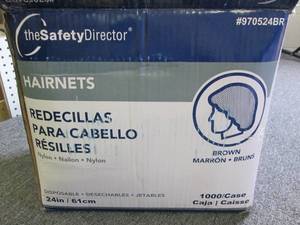 theSafetyDirector®
#970524BR
HAIRNETS
REDECILLAS
PARA CABELLO
RÉSILLES
Nylon • Nailon • Nylon
BROWN
MARRÓN • BRUNS
DISPOSABLE • DESECHABLES • JETABLES
24in / 61cm
1000/Case
Caja | Caisse